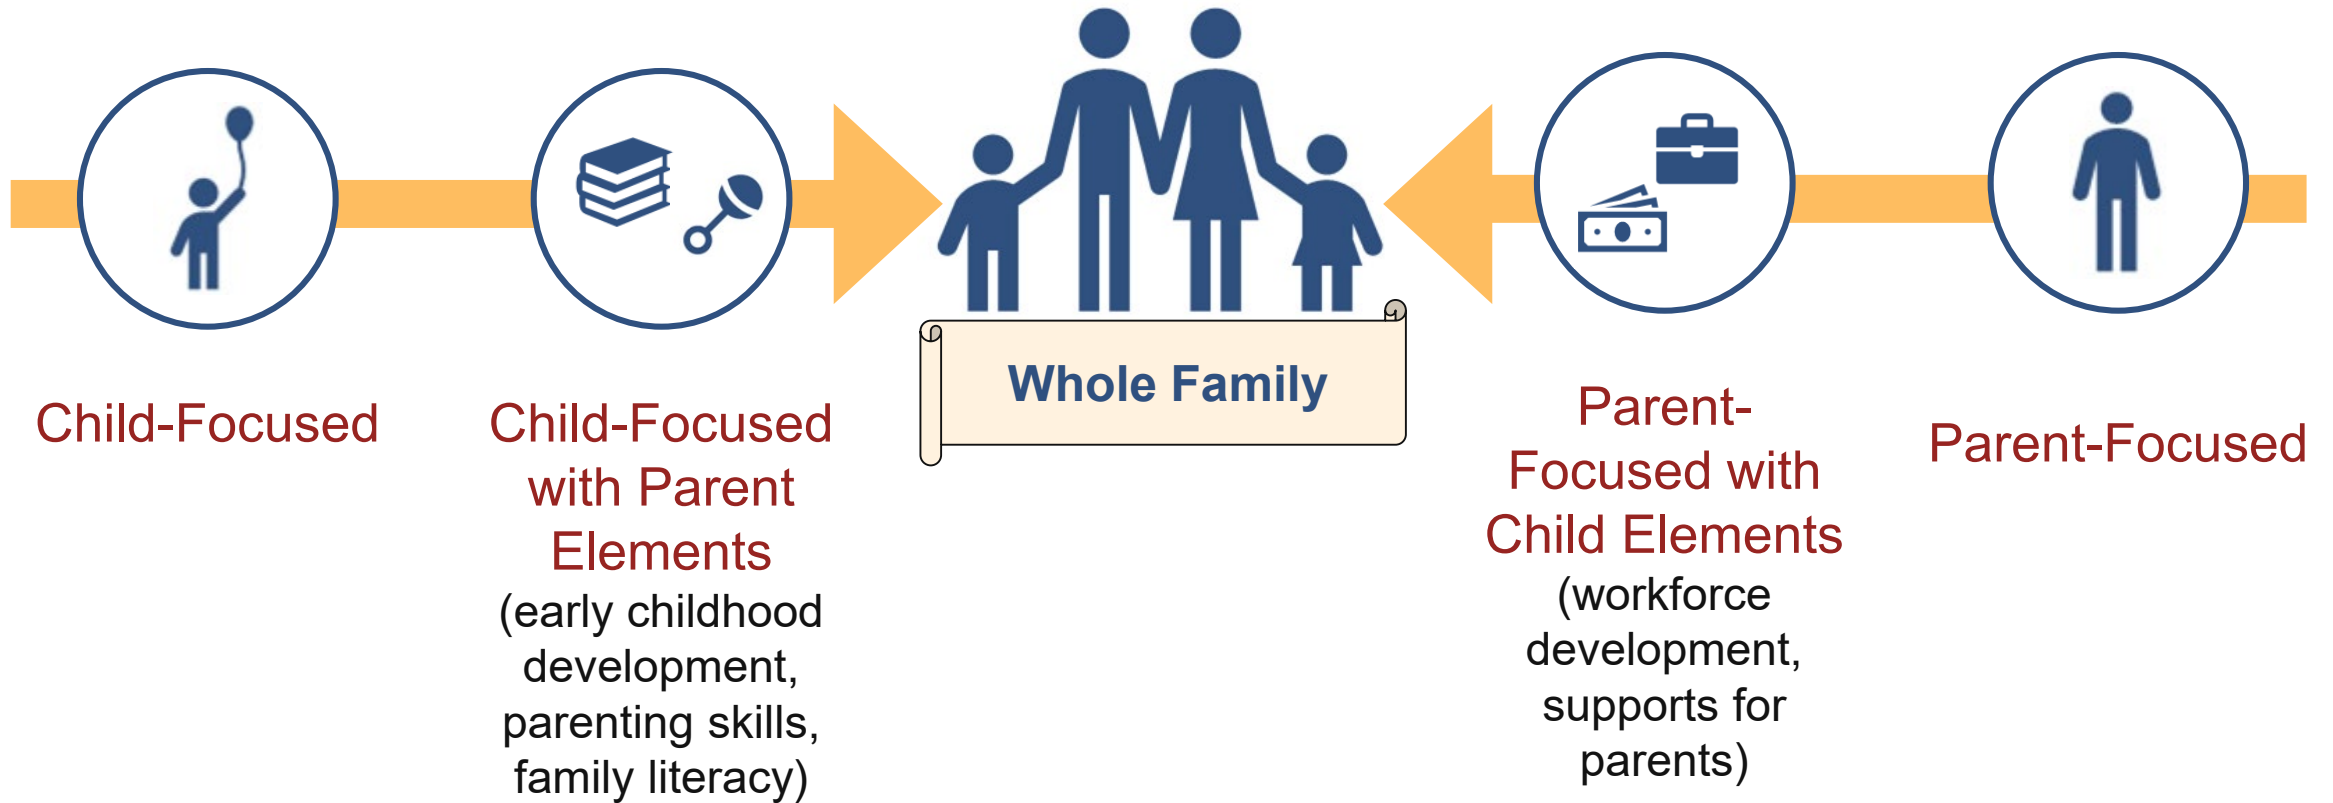 Child-Focused
Child-Focused
with Parent
Elements
(early childhood
development,
parenting skills,
family literacy)
Whole Family
Parent-
Focused with
Child Elements
(workforce
development,
supports for
parents)
Parent-Focused